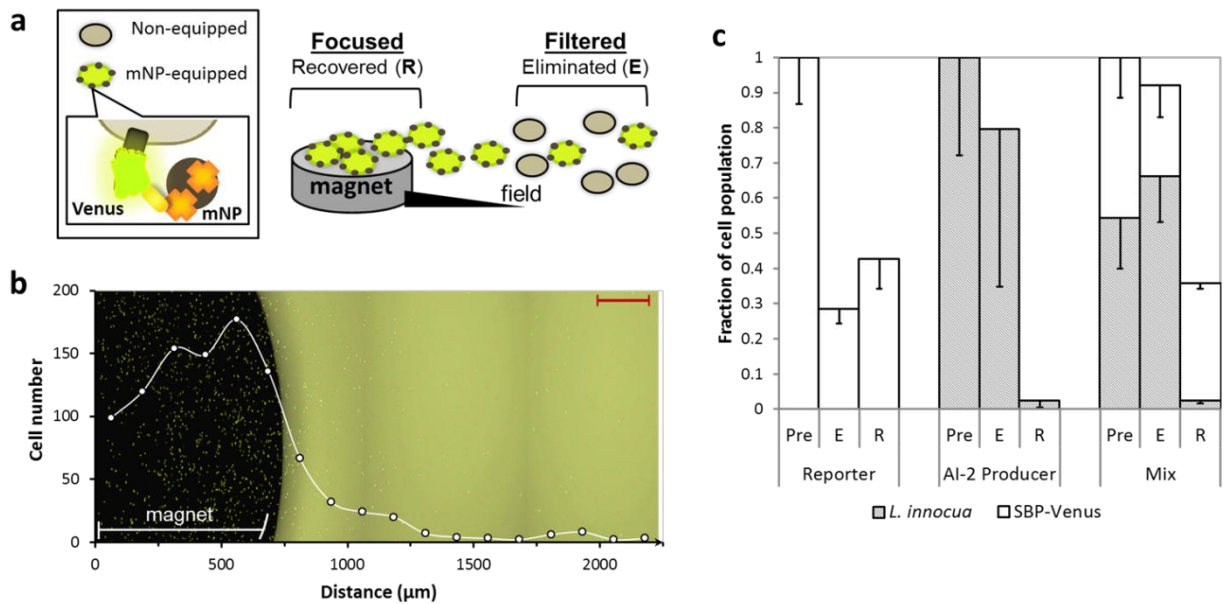 a
Non-equipped
mNP-equipped
Venus
mNP
Focused
Recovered (R)
Filtered
Eliminated (E)
magnet
field
b
200
150
100
50
0
Cell number
magnet
0
500
1000
1500
2000
Distance (µm)
c
1
0.9
0.8
0.7
0.6
0.5
0.4
0.3
0.2
0.1
0
Fraction of cell population
Pre E R Pre E R Pre E R
Reporter AI-2 Producer Mix
L. innocua SBP-Venus